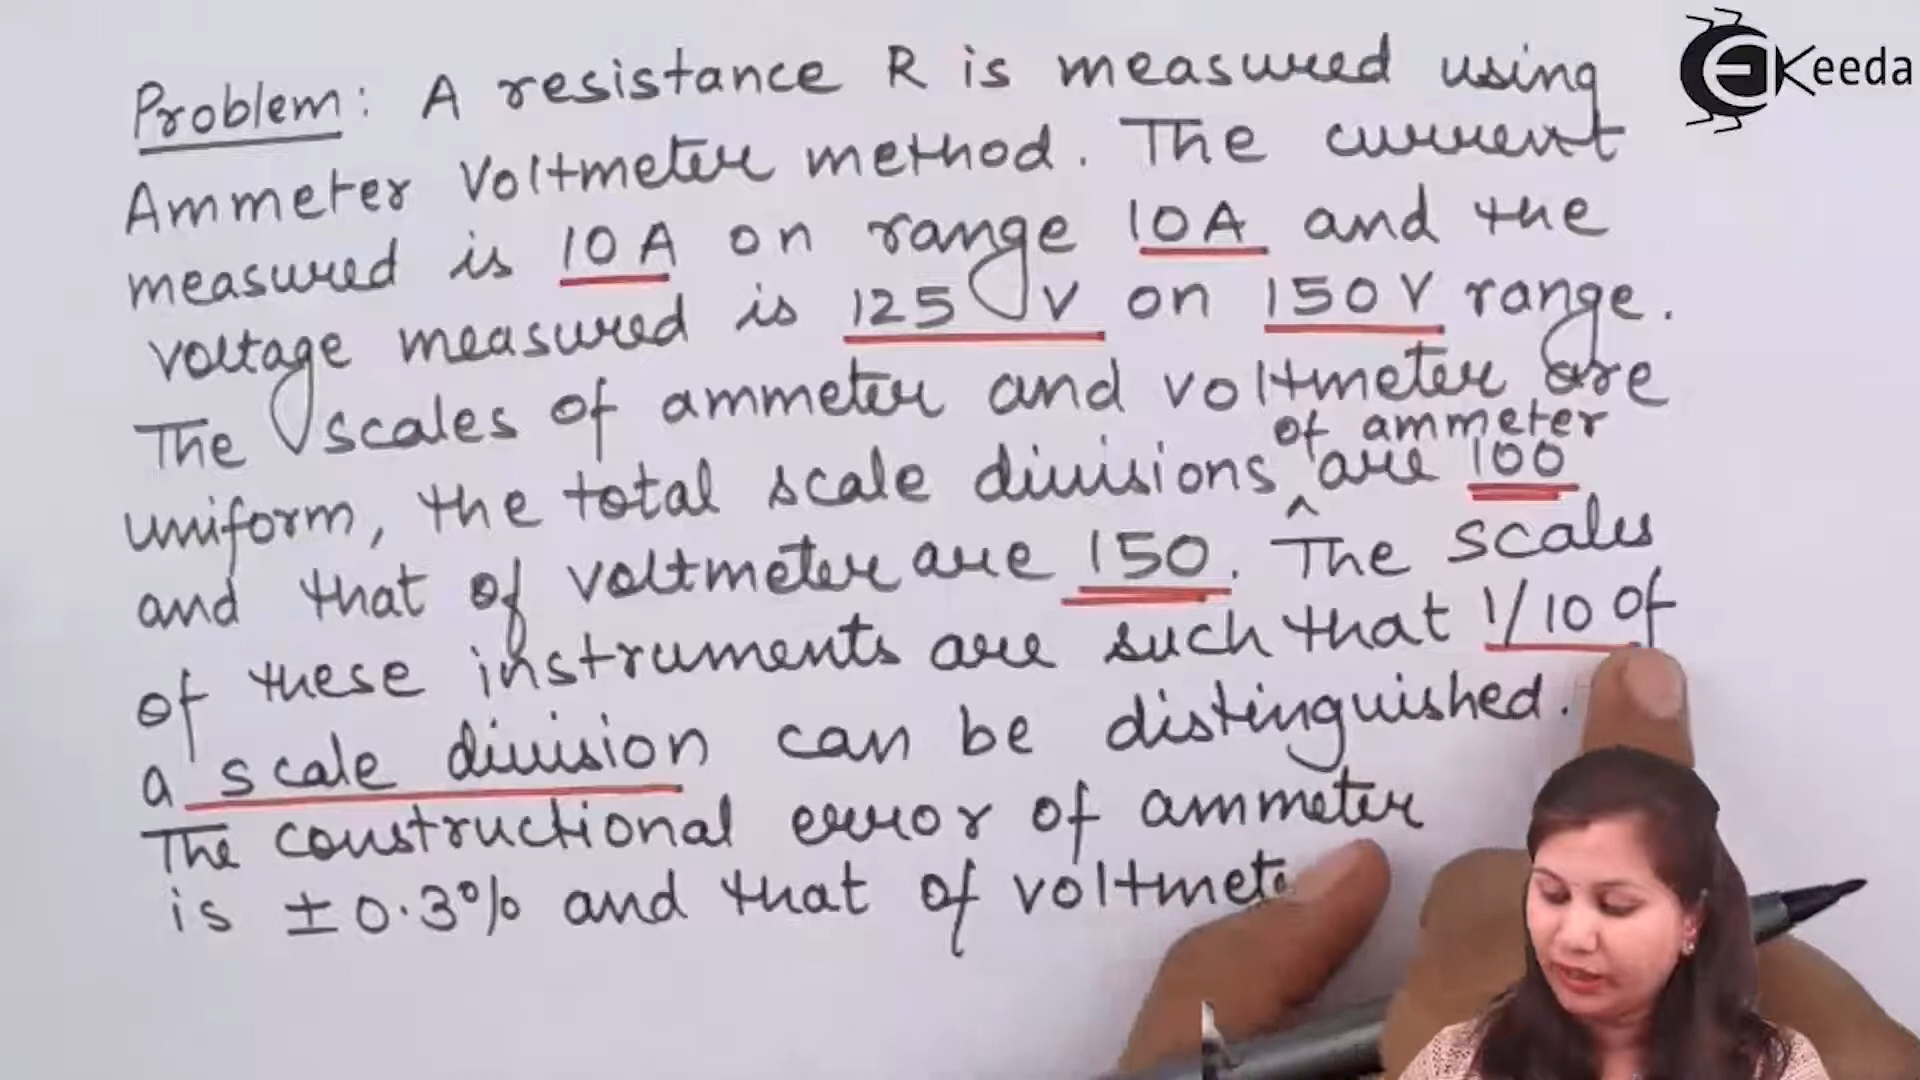 Problem: A resistance R is measured using
Ammeter Voltmeter method. The current
measured is 10 A on range 10A and the
voltage measured is 125 V on 150 V range.
The scales of ammeter and voltmeter are
uniform, the total scale divisions ^ of ammeter are 100
and that of voltmeter are 150. The scales
of these instruments are such that 1/10 of
a scale division can be distinguished.
The constructional error of ammeter
is ±0.3% and that of
EKeeda